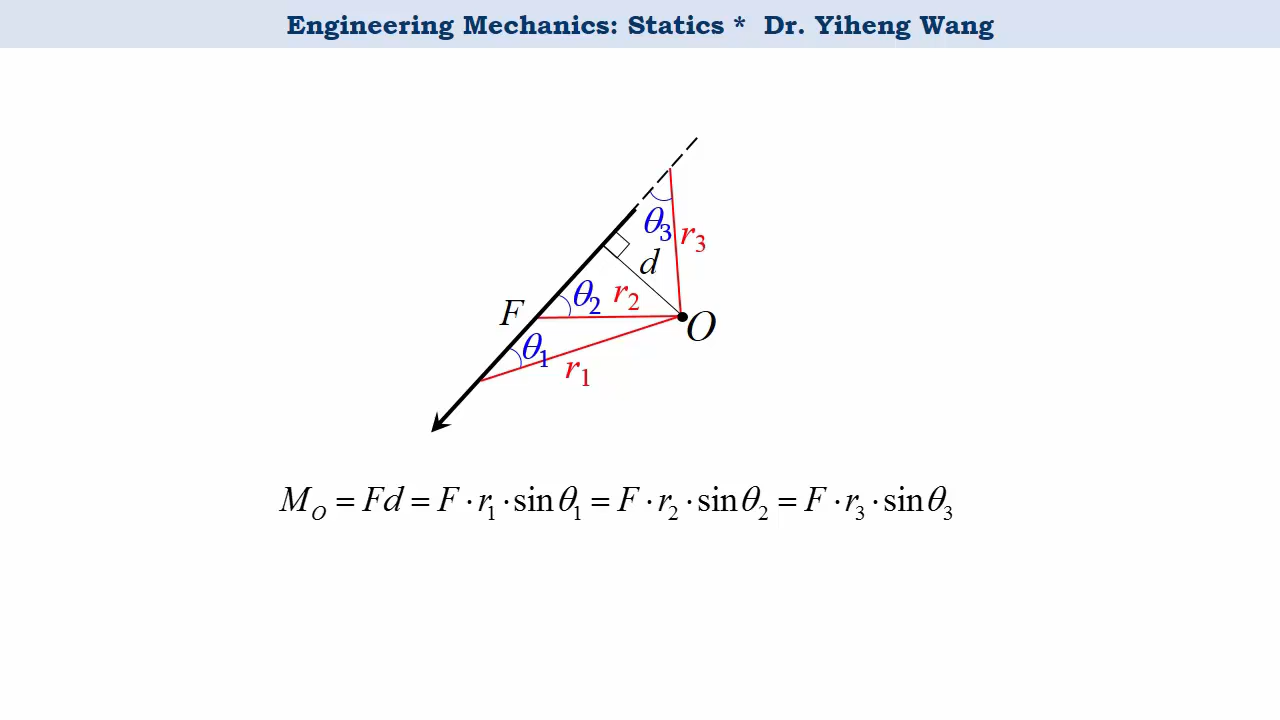 Engineering Mechanics: Statics * Dr. Yiheng Wang
θ₃
r₃
d
θ₂
r₂
F
O
θ₁
r₁
M_O = Fd = F · r₁ · sin θ₁ = F · r₂ · sin θ₂ = F · r₃ · sin θ₃